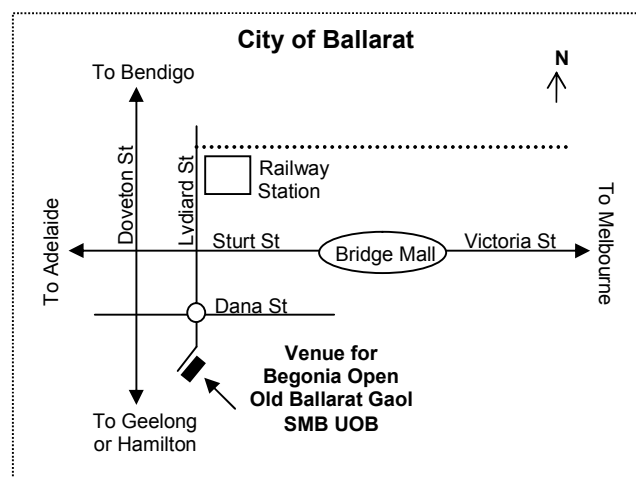 City of Ballarat
To Bendigo
N
Doveton St
Lydiard St
Railway
Station
To Adelaide
Sturt St
Bridge Mall
Victoria St
To Melbourne
Dana St
Venue for
Begonia Open
Old Ballarat Gaol
SMB UOB
To Geelong
or Hamilton